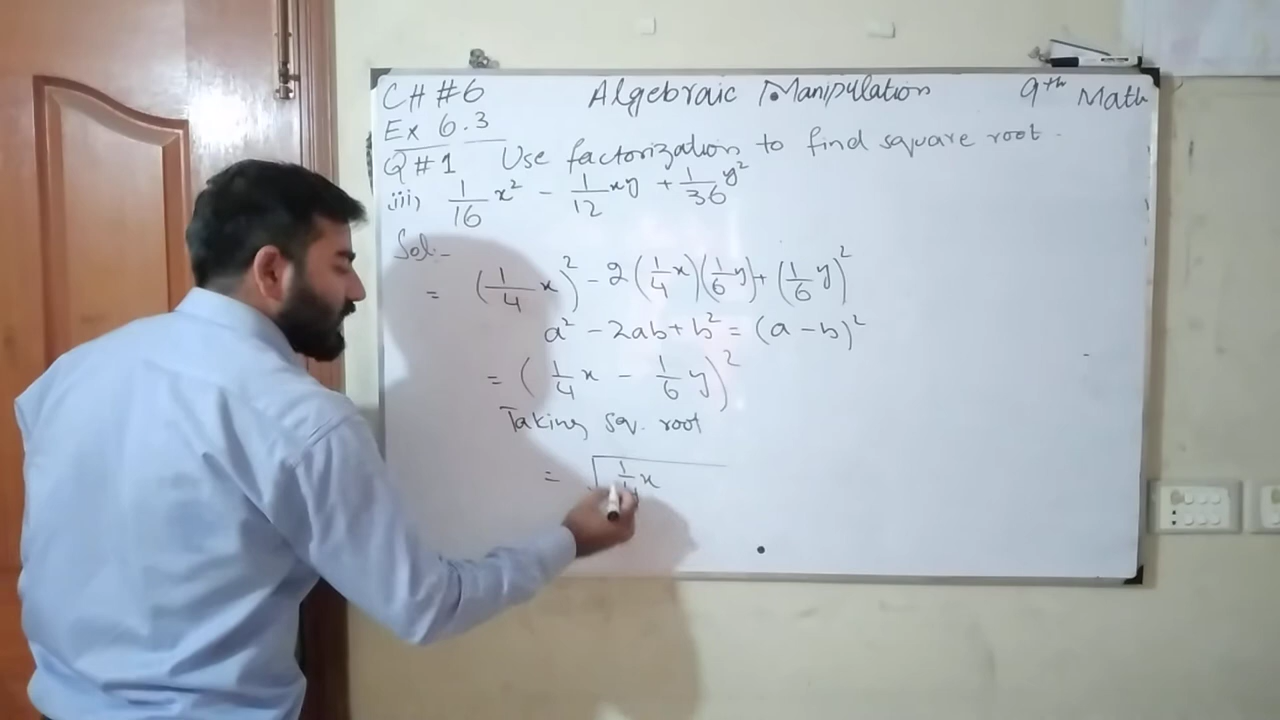 CH #6 Algebraic Manipulation 9th Math
Ex 6.3
Q #1 Use factorization to find square root.
iii, 1/16 x² - 1/12 xy + 1/36 y²
Sol:-
= (1/4 x)² - 2(1/4 x)(1/6 y) + (1/6 y)²
a² - 2ab + b² = (a - b)²
= (1/4 x - 1/6 y)²
Taking sq. root
= √1/4 x